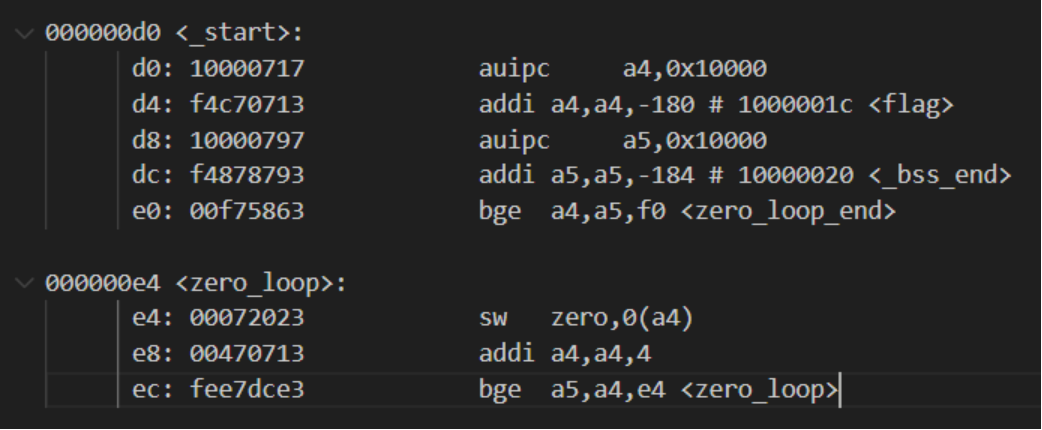 000000d0 <_start>:
d0: 10000717 auipc a4,0x10000
d4: f4c70713 addi a4,a4,-180 # 1000001c <flag>
d8: 10000797 auipc a5,0x10000
dc: f4878793 addi a5,a5,-184 # 10000020 <_bss_end>
e0: 00f75863 bge a4,a5,f0 <zero_loop_end>
000000e4 <zero_loop>:
e4: 00072023 sw zero,0(a4)
e8: 00470713 addi a4,a4,4
ec: fee7dce3 bge a5,a4,e4 <zero_loop>